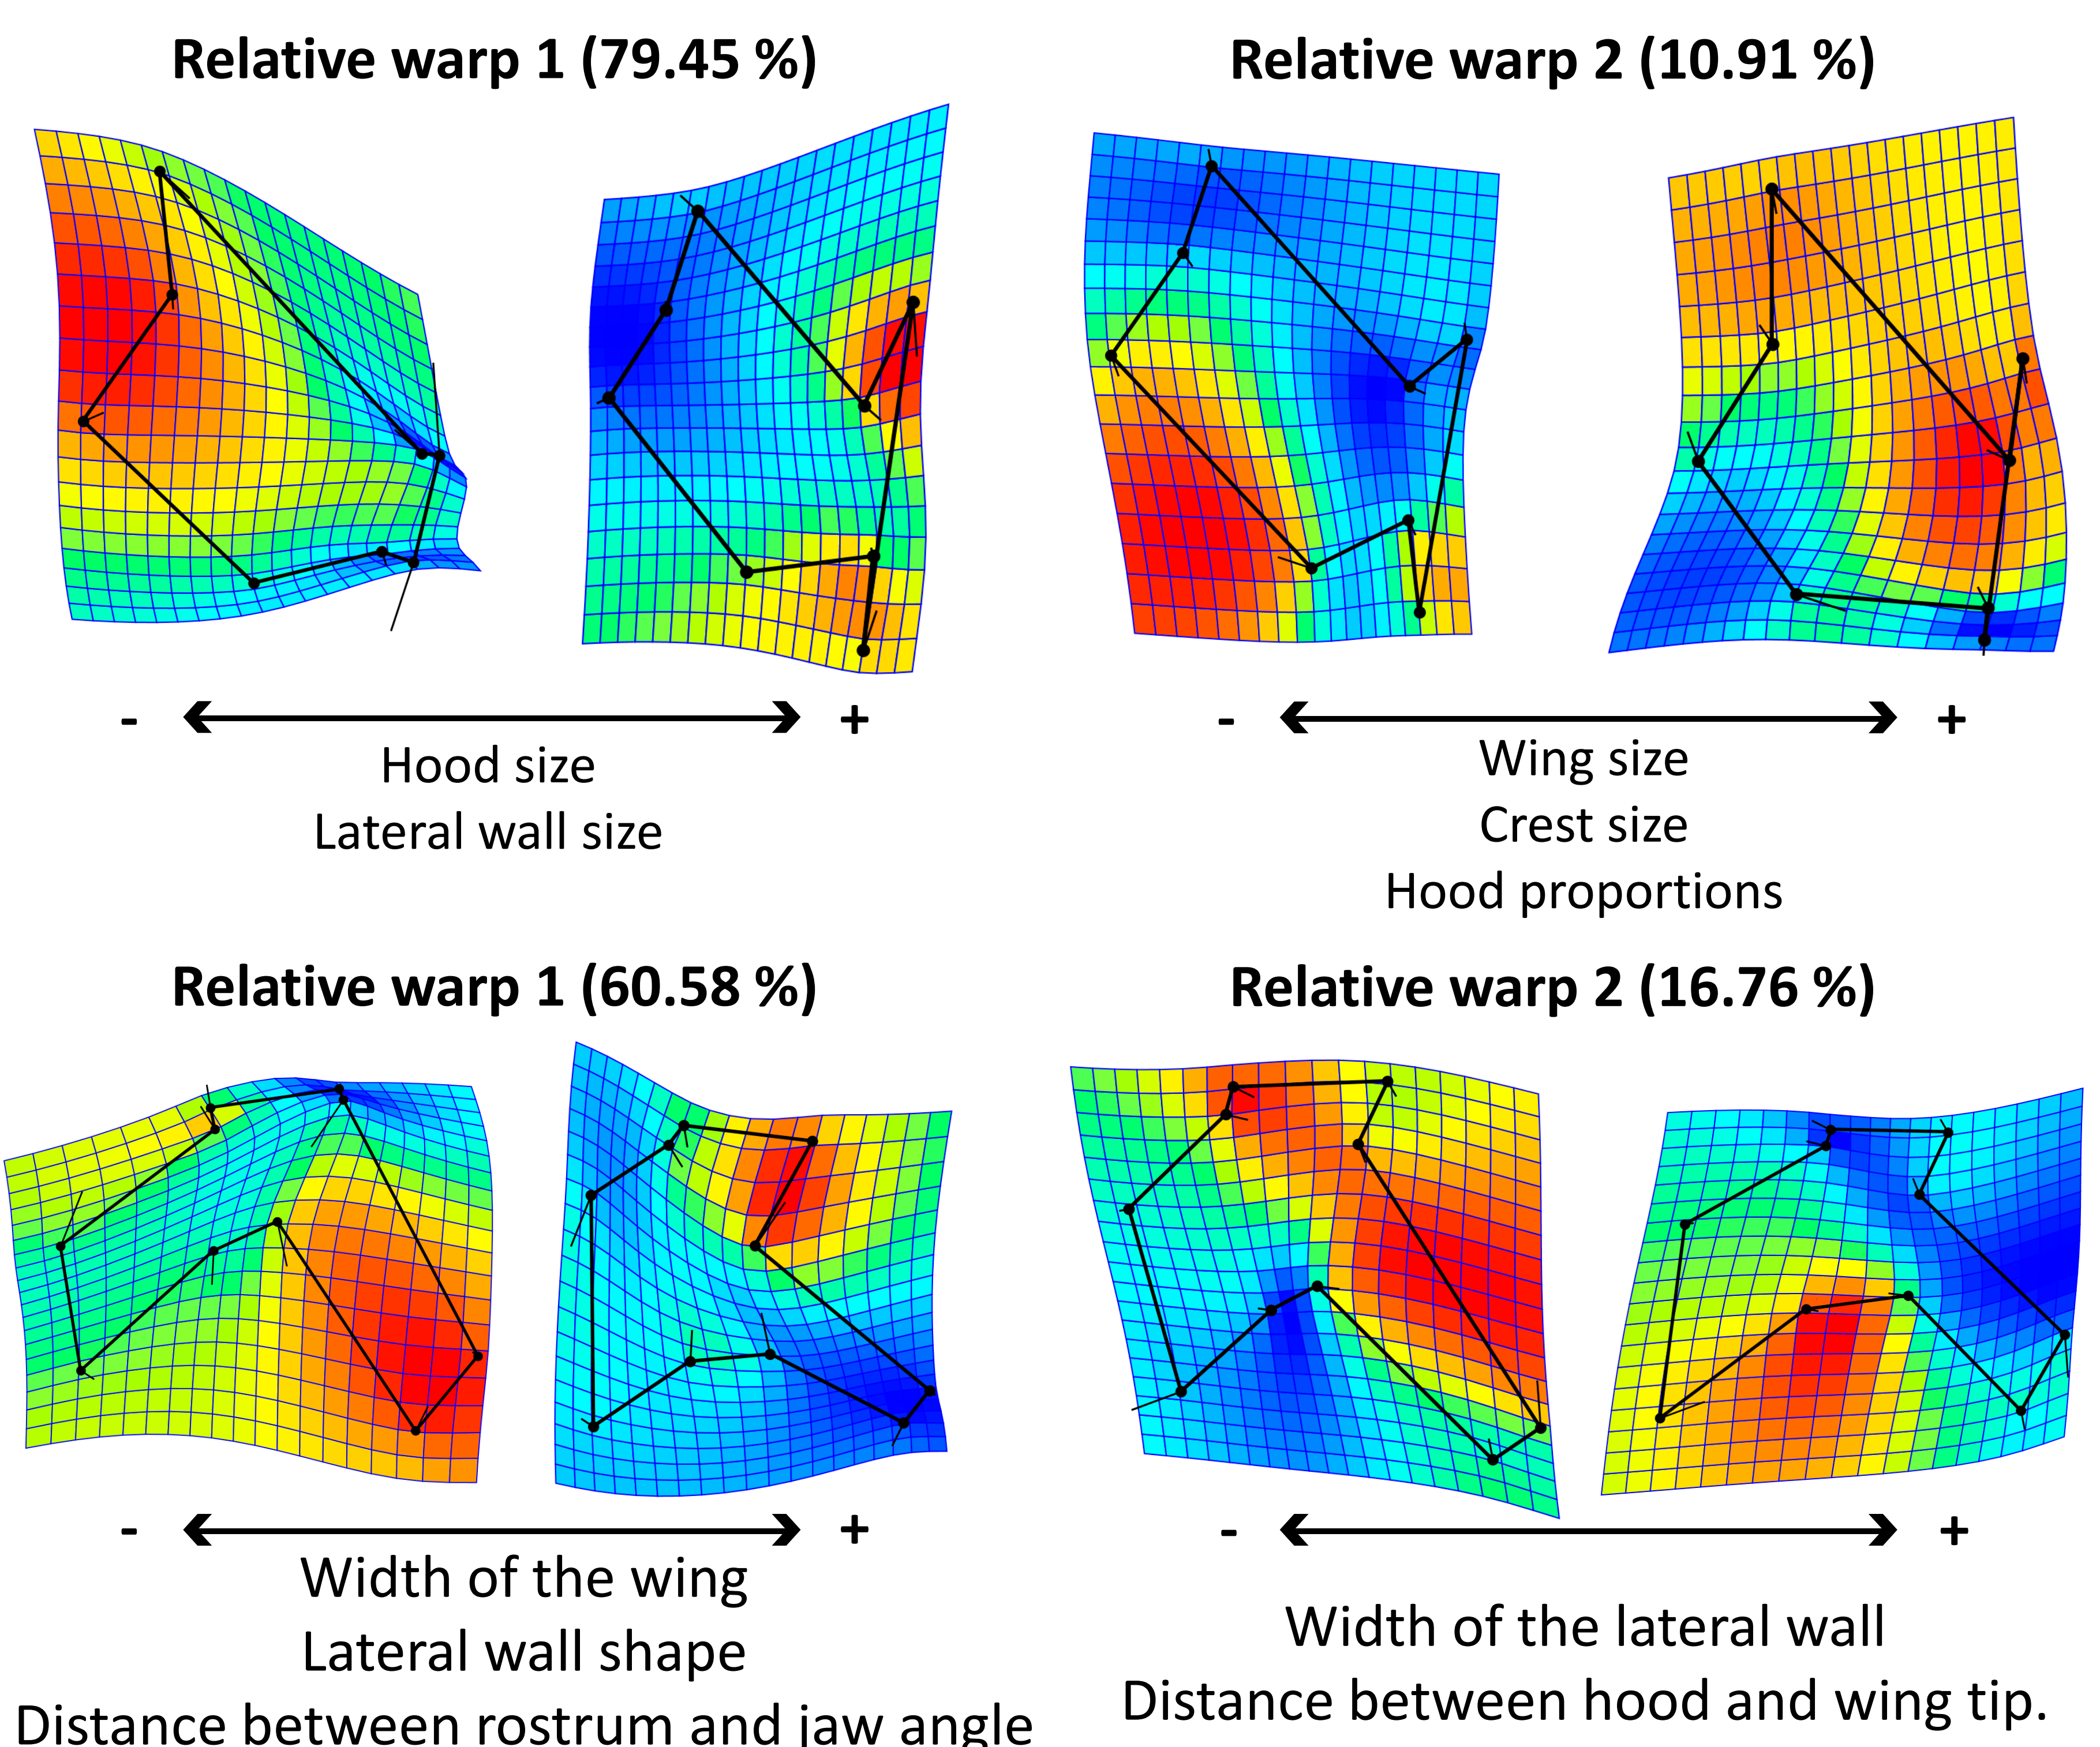 Relative warp 1 (79.45 %)
Relative warp 2 (10.91 %)
- +
Hood size
Lateral wall size
- +
Wing size
Crest size
Hood proportions
Relative warp 1 (60.58 %)
Relative warp 2 (16.76 %)
- +
Width of the wing
Lateral wall shape
Distance between rostrum and jaw angle
- +
Width of the lateral wall
Distance between hood and wing tip.